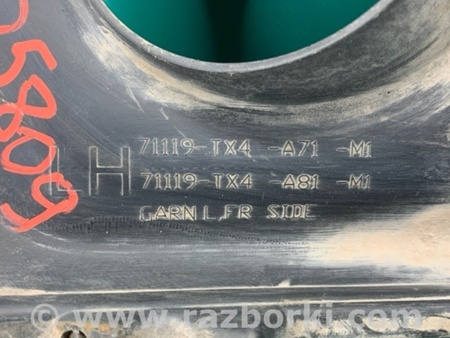 05809
71119-TX4 -A71 -M1
LH 71119-TX4 -A81 -M1
GARN L,FR SIDE
www.razborki.com